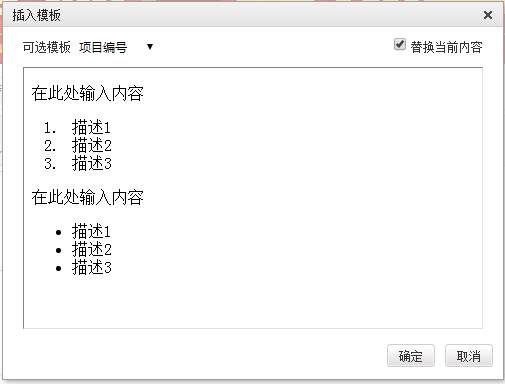 插入模板
可选模板 项目编号
替换当前内容
在此处输入内容
1. 描述1
2. 描述2
3. 描述3
在此处输入内容
• 描述1
• 描述2
• 描述3
确定 取消